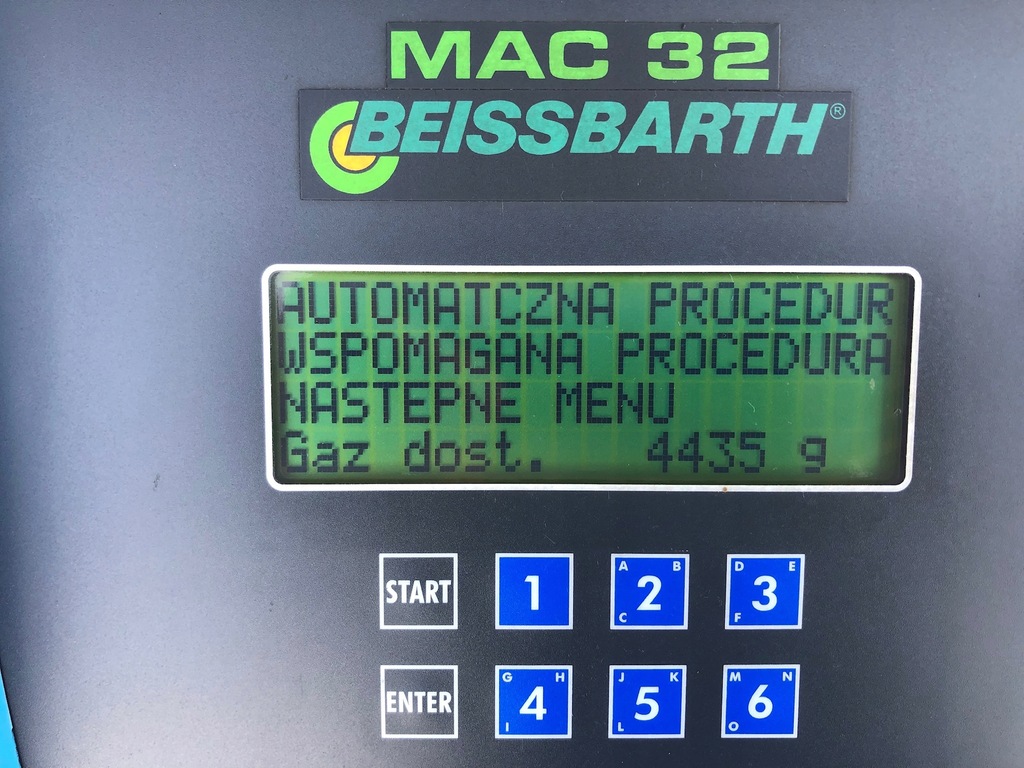 MAC 32
BEISSBARTH®
AUTOMATCZNA PROCEDUR
WSPOMAGANA PROCEDURA
NASTEPNE MENU
Gaz dost. 4435 g
START
1
A B
2
C
D E
3
F
ENTER
G H
4
I
J K
5
L
M N
6
O